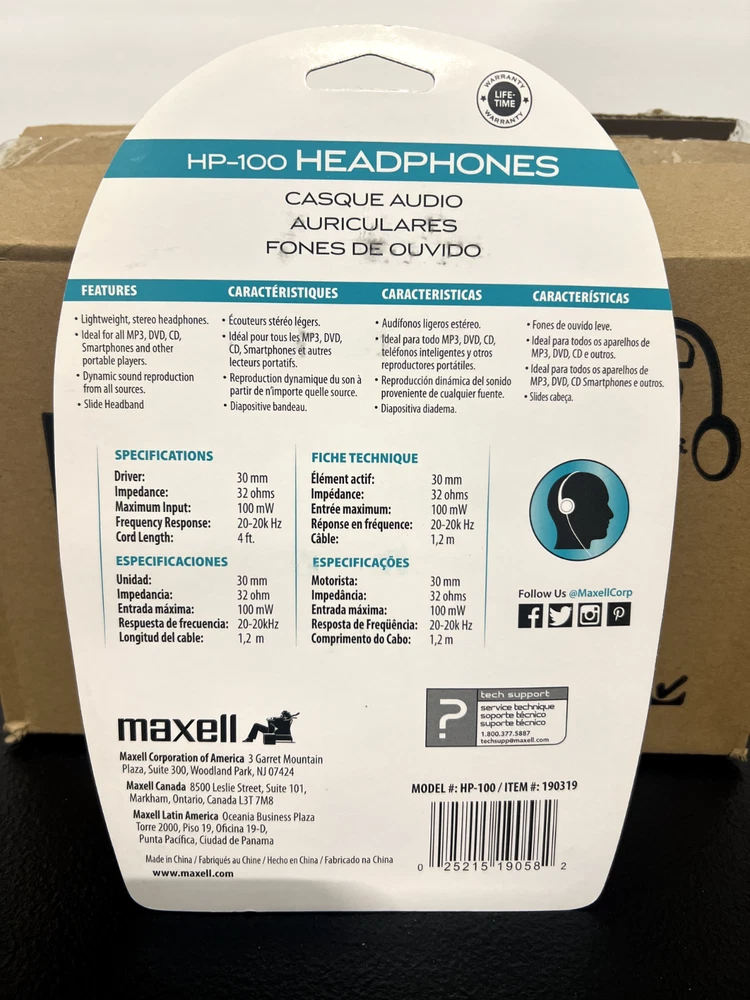 WARRANTY
LIFE-
TIME
WARRANTY
HP-100 HEADPHONES
CASQUE AUDIO
AURICULARES
FONES DE OUVIDO
FEATURES
• Lightweight, stereo headphones.
• Ideal for all MP3, DVD, CD,
Smartphones and other
portable players.
• Dynamic sound reproduction
from all sources.
• Slide Headband
CARACTÉRISTIQUES
• Écouteurs stéréo légers.
• Idéal pour tous les MP3, DVD,
CD, Smartphones et autres
lecteurs portatifs.
• Reproduction dynamique du son à
partir de n'importe quelle source.
• Diapositive bandeau.
CARACTERISTICAS
• Audífonos ligeros estéreo.
• Ideal para todo MP3, DVD, CD,
teléfonos inteligentes y otros
reproductores portátiles.
• Reproducción dinámica del sonido
proveniente de cualquier fuente.
• Diapositiva diadema.
CARACTERÍSTICAS
• Fones de ouvido leve.
• Ideal para todos os aparelhos de
MP3, DVD, CD e outros.
• Ideal para todos os aparelhos de
MP3, DVD, CD Smartphones e outros.
• Slides cabeça.
SPECIFICATIONS
Driver: 30 mm
Impedance: 32 ohms
Maximum Input: 100 mW
Frequency Response: 20-20k Hz
Cord Length: 4 ft.
FICHE TECHNIQUE
Élément actif: 30 mm
Impédance: 32 ohms
Entrée maximum: 100 mW
Réponse en fréquence: 20-20k Hz
Câble: 1,2 m
ESPECIFICACIONES
Unidad: 30 mm
Impedancia: 32 ohm
Entrada máxima: 100 mW
Respuesta de frecuencia: 20-20kHz
Longitud del cable: 1,2 m
ESPECIFICAÇÕES
Motorista: 30 mm
Impedância: 32 ohms
Entrada máxima: 100 mW
Resposta de Freqüência: 20-20k Hz
Comprimento do Cabo: 1,2 m
Follow Us @MaxellCorp
?
tech support
service technique
soporte técnico
suporte técnico
1.800.377.5887
techsupp@maxell.com
maxell
Maxell Corporation of America 3 Garret Mountain
Plaza, Suite 300, Woodland Park, NJ 07424
Maxell Canada 8500 Leslie Street, Suite 101,
Markham, Ontario, Canada L3T 7M8
Maxell Latin America Oceania Business Plaza
Torre 2000, Piso 19, Oficina 19-D,
Punta Pacífica, Ciudad de Panama
Made in China / Fabriqués au Chine / Hecho en China / Fabricado na China
www.maxell.com
MODEL #: HP-100 / ITEM #: 190319
0 25215 19058 2